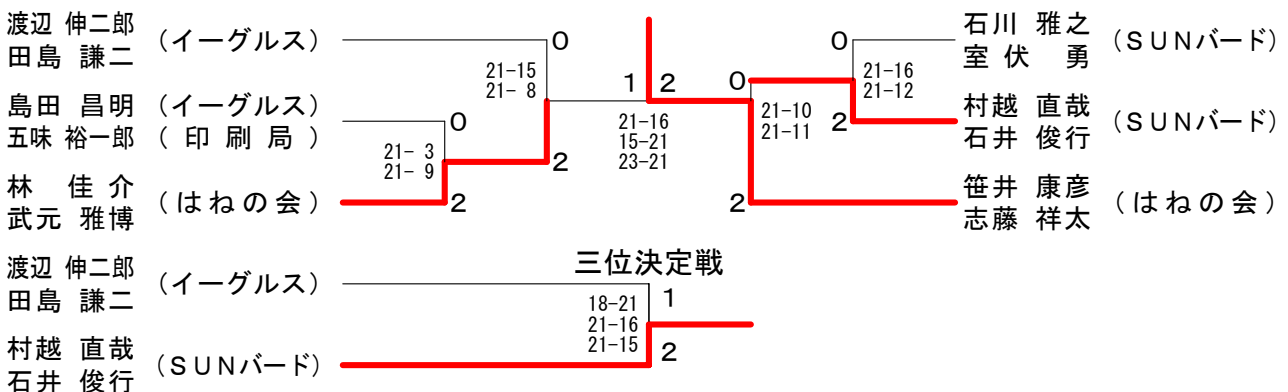 渡辺 伸二郎
田島 謙二
(イーグルス)
0
21-15
21- 8
島田 昌明 (イーグルス)
五味 裕一郎 (印刷局)
0
21- 3
21- 9
2
林 佳介
武元 雅博
(はねの会)
2
1
2
21-16
15-21
23-21
石川 雅之
室伏 勇
(SUNバード)
0
21-16
21-12
0
21-10
21-11
2
村越 直哉
石井 俊行
(SUNバード)
2
笹井 康彦
志藤 祥太
(はねの会)
三位決定戦
渡辺 伸二郎
田島 謙二
(イーグルス)
1
18-21
21-16
21-15
2
村越 直哉
石井 俊行
(SUNバード)